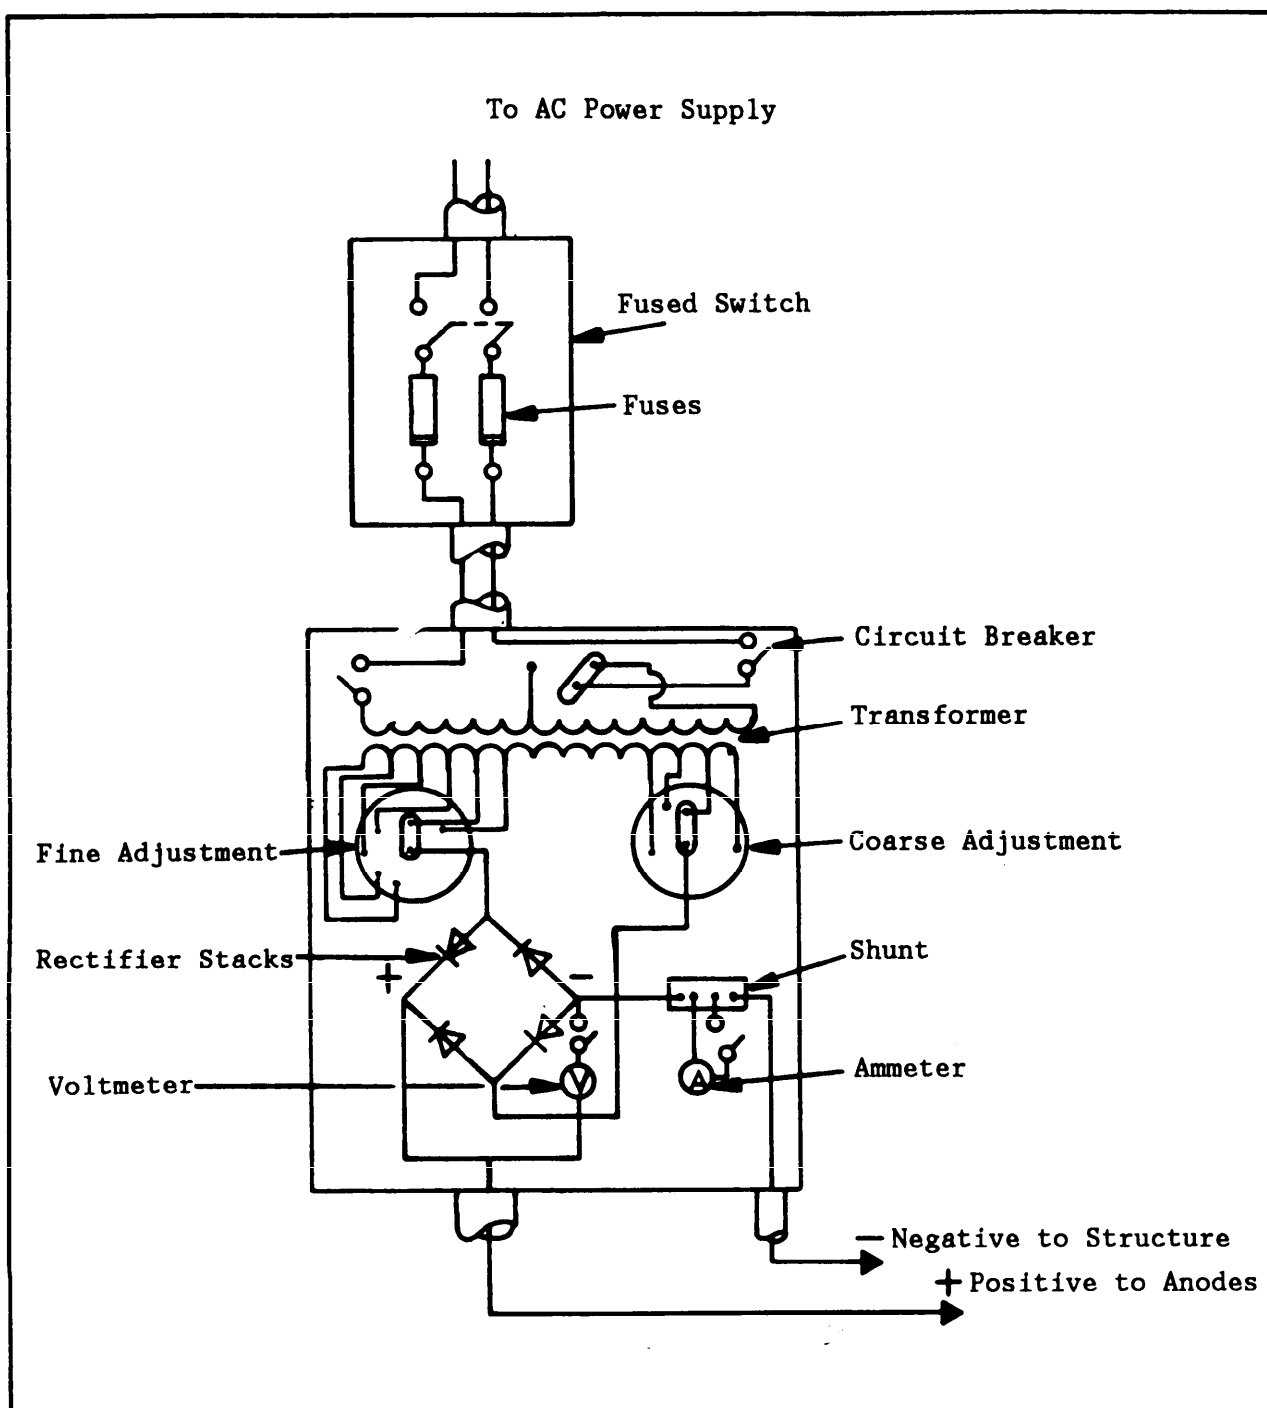 To AC Power Supply
Fused Switch
Fuses
Circuit Breaker
Transformer
Fine Adjustment
Coarse Adjustment
Rectifier Stacks
+
−
Shunt
Voltmeter
V
A
Ammeter
− Negative to Structure
+ Positive to Anodes